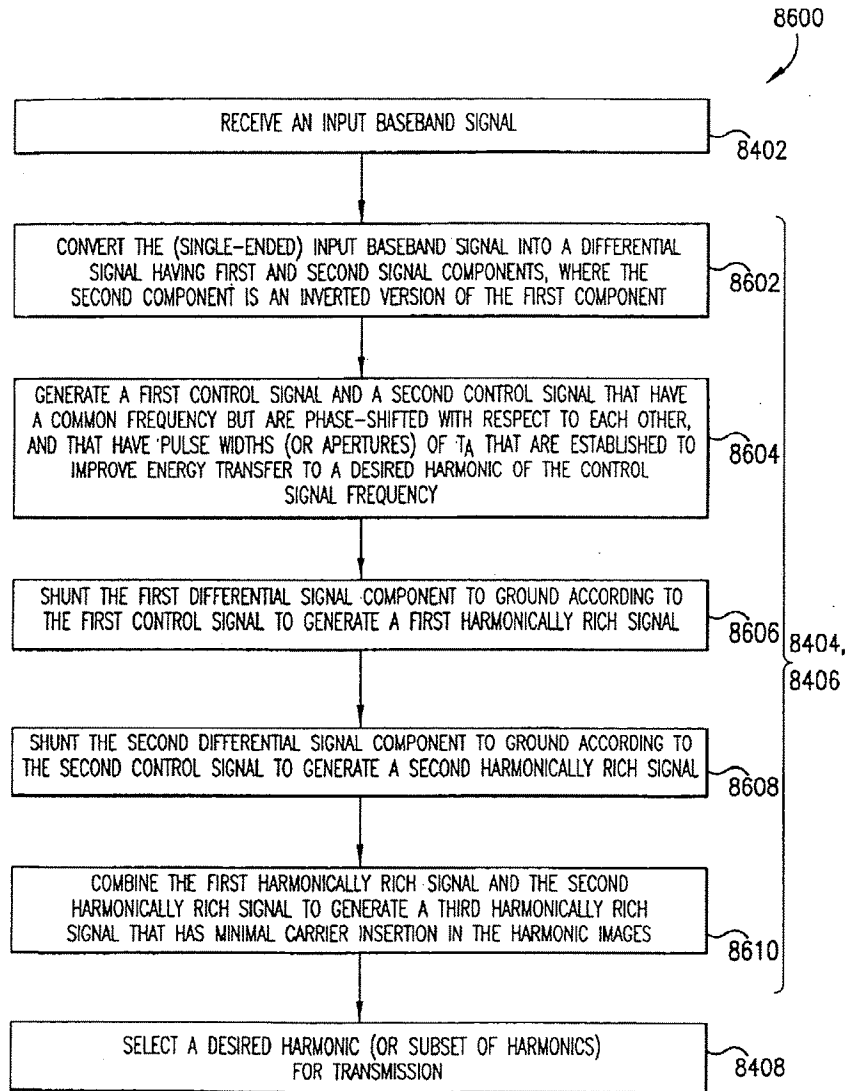 8600
RECEIVE AN INPUT BASEBAND SIGNAL
8402
CONVERT THE (SINGLE-ENDED) INPUT BASEBAND SIGNAL INTO A DIFFERENTIAL
SIGNAL HAVING FIRST AND SECOND SIGNAL COMPONENTS, WHERE THE
SECOND COMPONENT IS AN INVERTED VERSION OF THE FIRST COMPONENT
8602
GENERATE A FIRST CONTROL SIGNAL AND A SECOND CONTROL SIGNAL THAT HAVE
A COMMON FREQUENCY BUT ARE PHASE-SHIFTED WITH RESPECT TO EACH OTHER,
AND THAT HAVE PULSE WIDTHS (OR APERTURES) OF TA THAT ARE ESTABLISHED TO
IMPROVE ENERGY TRANSFER TO A DESIRED HARMONIC OF THE CONTROL
SIGNAL FREQUENCY
8604
SHUNT THE FIRST DIFFERENTIAL SIGNAL COMPONENT TO GROUND ACCORDING TO
THE FIRST CONTROL SIGNAL TO GENERATE A FIRST HARMONICALLY RICH SIGNAL
8606
8404,
8406
SHUNT THE SECOND DIFFERENTIAL SIGNAL COMPONENT TO GROUND ACCORDING TO
THE SECOND CONTROL SIGNAL TO GENERATE A SECOND HARMONICALLY RICH SIGNAL
8608
COMBINE THE FIRST HARMONICALLY RICH SIGNAL AND THE SECOND
HARMONICALLY RICH SIGNAL TO GENERATE A THIRD HARMONICALLY RICH
SIGNAL THAT HAS MINIMAL CARRIER INSERTION IN THE HARMONIC IMAGES
8610
SELECT A DESIRED HARMONIC (OR SUBSET OF HARMONICS)
FOR TRANSMISSION
8408